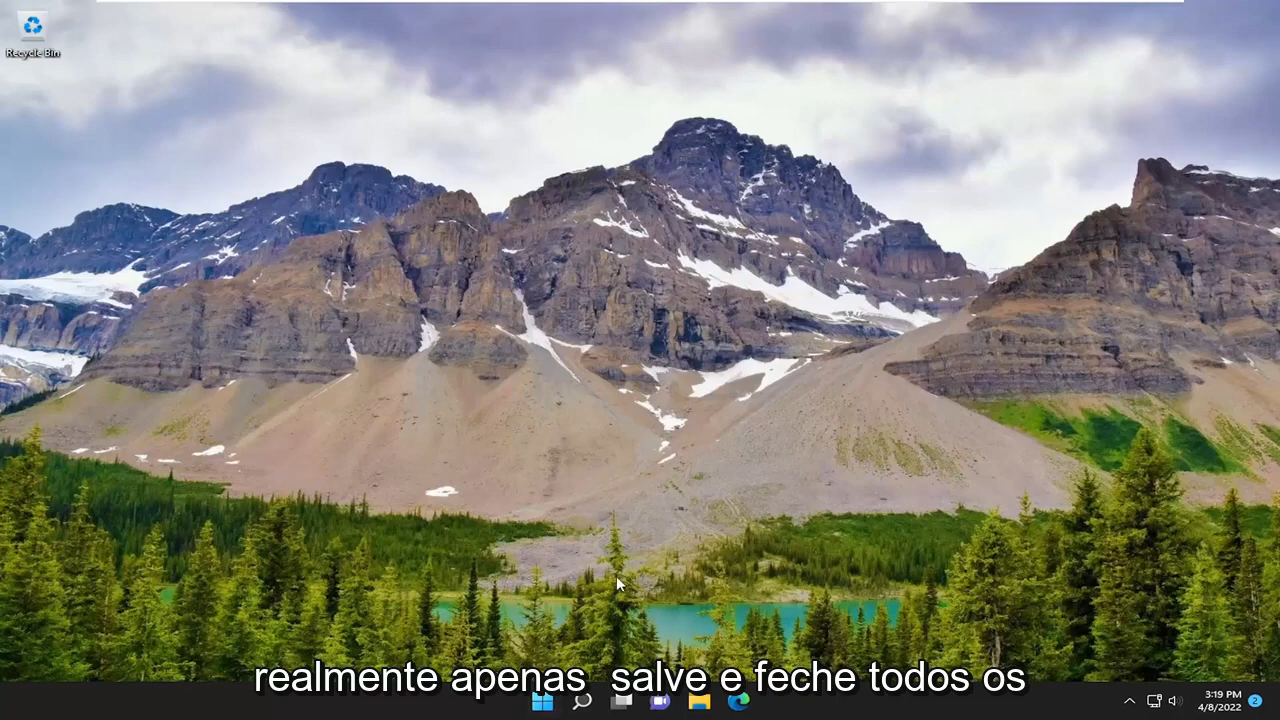 Recycle Bin
realmente apenas salve e feche todos os
3:19 PM
4/8/2022
2